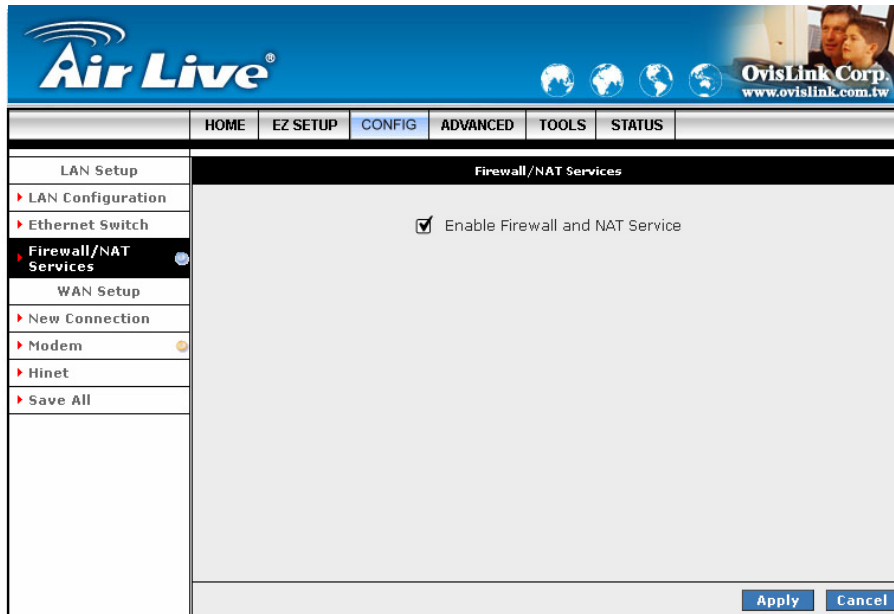 Air Live®
OvisLink Corp.
www.ovislink.com.tw
HOME EZ SETUP CONFIG ADVANCED TOOLS STATUS
LAN Setup
LAN Configuration
Ethernet Switch
Firewall/NAT
Services
WAN Setup
New Connection
Modem
Hinet
Save All
Firewall/NAT Services
Enable Firewall and NAT Service
Apply Cancel